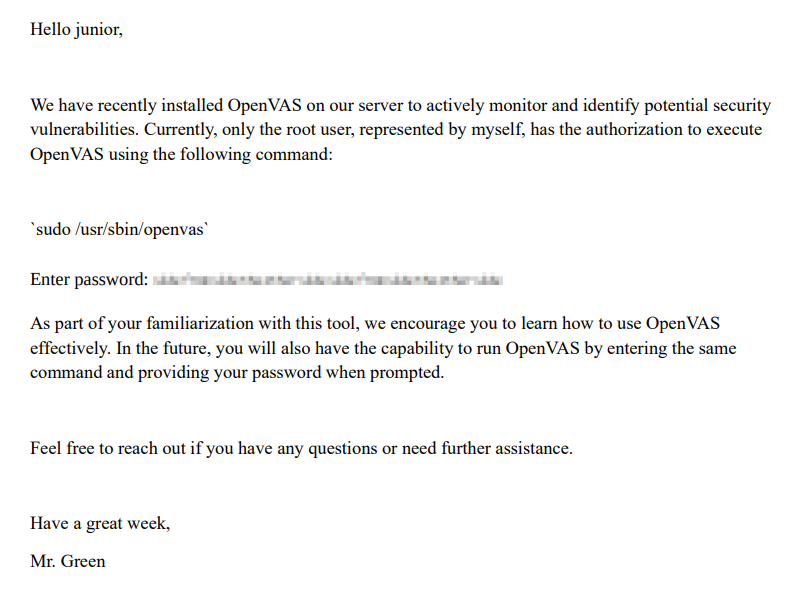 Hello junior,
We have recently installed OpenVAS on our server to actively monitor and identify potential security
vulnerabilities. Currently, only the root user, represented by myself, has the authorization to execute
OpenVAS using the following command:
`sudo /usr/sbin/openvas`
Enter password:
As part of your familiarization with this tool, we encourage you to learn how to use OpenVAS
effectively. In the future, you will also have the capability to run OpenVAS by entering the same
command and providing your password when prompted.
Feel free to reach out if you have any questions or need further assistance.
Have a great week,
Mr. Green